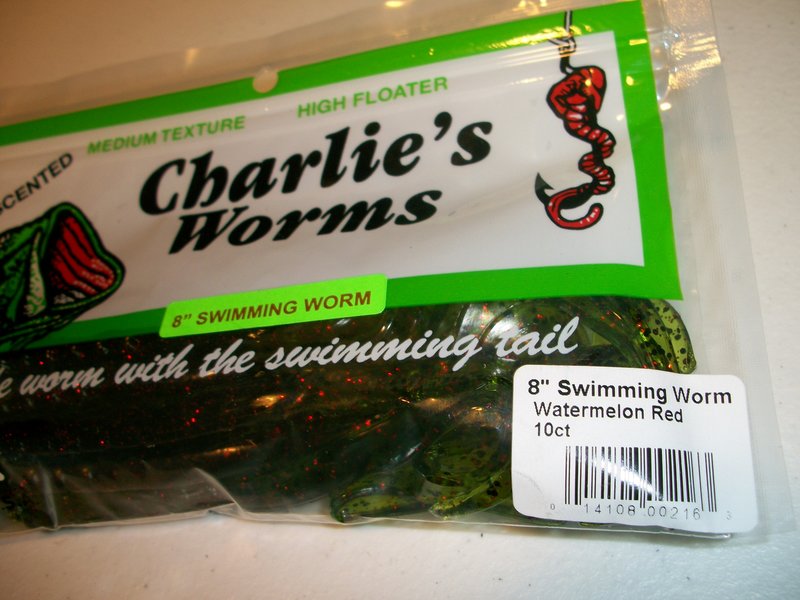 MEDIUM TEXTURE
HIGH FLOATER
Charlie's
Worms
8" SWIMMING WORM
worm with the swimming tail
8" Swimming Worm
Watermelon Red
10ct
0 14108 00216 3